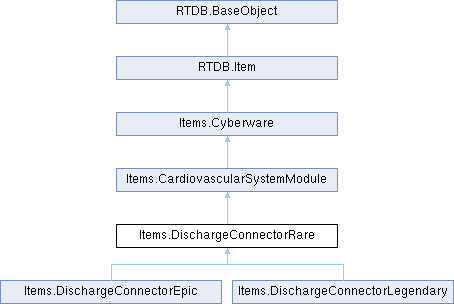 RTDB.BaseObject
RTDB.Item
Items.Cyberware
Items.CardiovascularSystemModule
Items.DischargeConnectorRare
Items.DischargeConnectorEpic
Items.DischargeConnectorLegendary